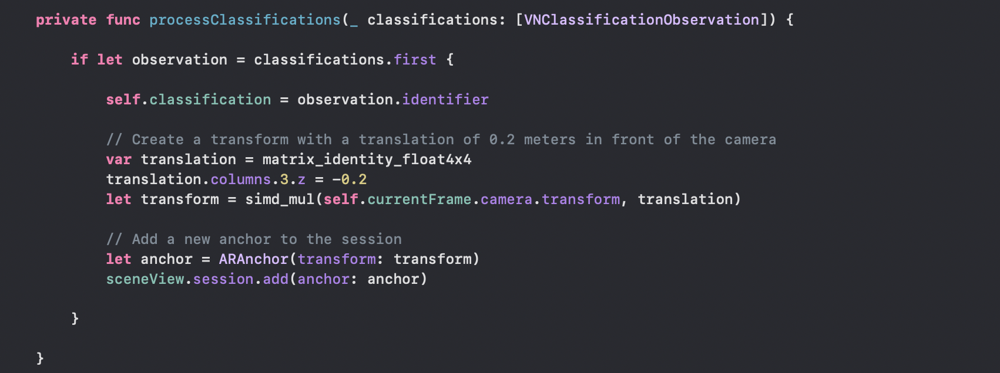 private func processClassifications(_ classifications: [VNClassificationObservation]) {
if let observation = classifications.first {
self.classification = observation.identifier
// Create a transform with a translation of 0.2 meters in front of the camera
var translation = matrix_identity_float4x4
translation.columns.3.z = -0.2
let transform = simd_mul(self.currentFrame.camera.transform, translation)
// Add a new anchor to the session
let anchor = ARAnchor(transform: transform)
sceneView.session.add(anchor: anchor)
}
}